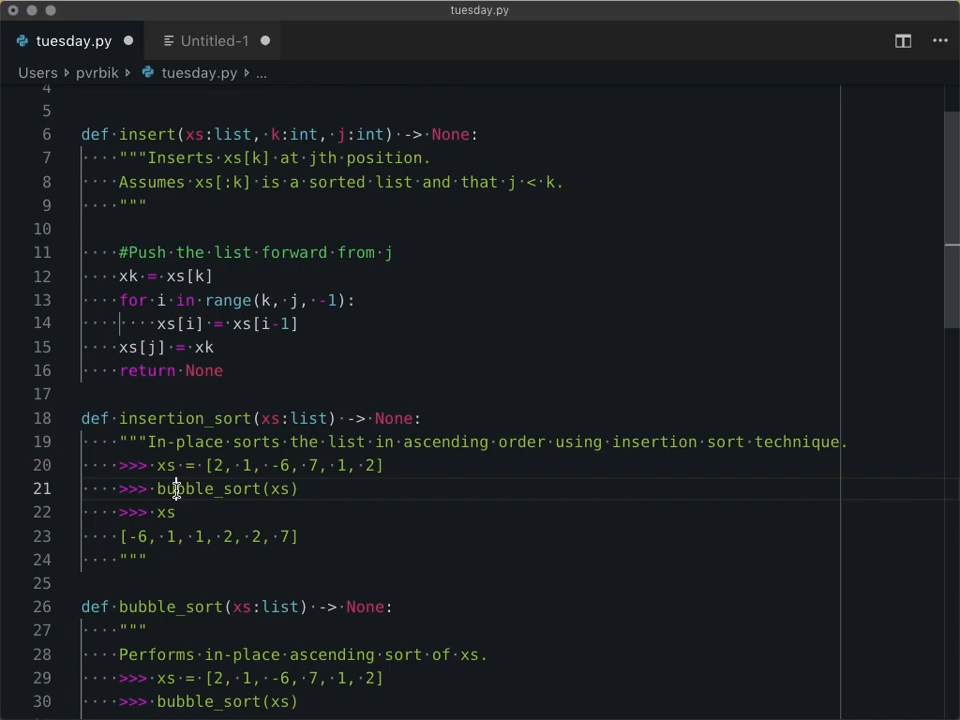 tuesday.py
tuesday.py Untitled-1 ...
Users pvrbik tuesday.py ...
4
5
6 def·insert(xs:list,·k:int,·j:int)·->·None:
7 ····"""Inserts·xs[k]·at·jth·position.
8 ····Assumes·xs[:k]·is·a·sorted·list·and·that·j·<·k.
9 ····"""
10
11 ····#Push·the·list·forward·from·j
12 ····xk·=·xs[k]
13 ····for·i·in·range(k,·j,·-1):
14 ········xs[i]·=·xs[i-1]
15 ····xs[j]·=·xk
16 ····return·None
17
18 def·insertion_sort(xs:list)·->·None:
19 ····"""In-place·sorts·the·list·in·ascending·order·using·insertion·sort·technique.
20 ····>>>·xs·=·[2,·1,·-6,·7,·1,·2]
21 ····>>>·bubble_sort(xs)
22 ····>>>·xs
23 ····[-6,·1,·1,·2,·2,·7]
24 ····"""
25
26 def·bubble_sort(xs:list)·->·None:
27 ····"""
28 ····Performs·in-place·ascending·sort·of·xs.
29 ····>>>·xs·=·[2,·1,·-6,·7,·1,·2]
30 ····>>>·bubble_sort(xs)